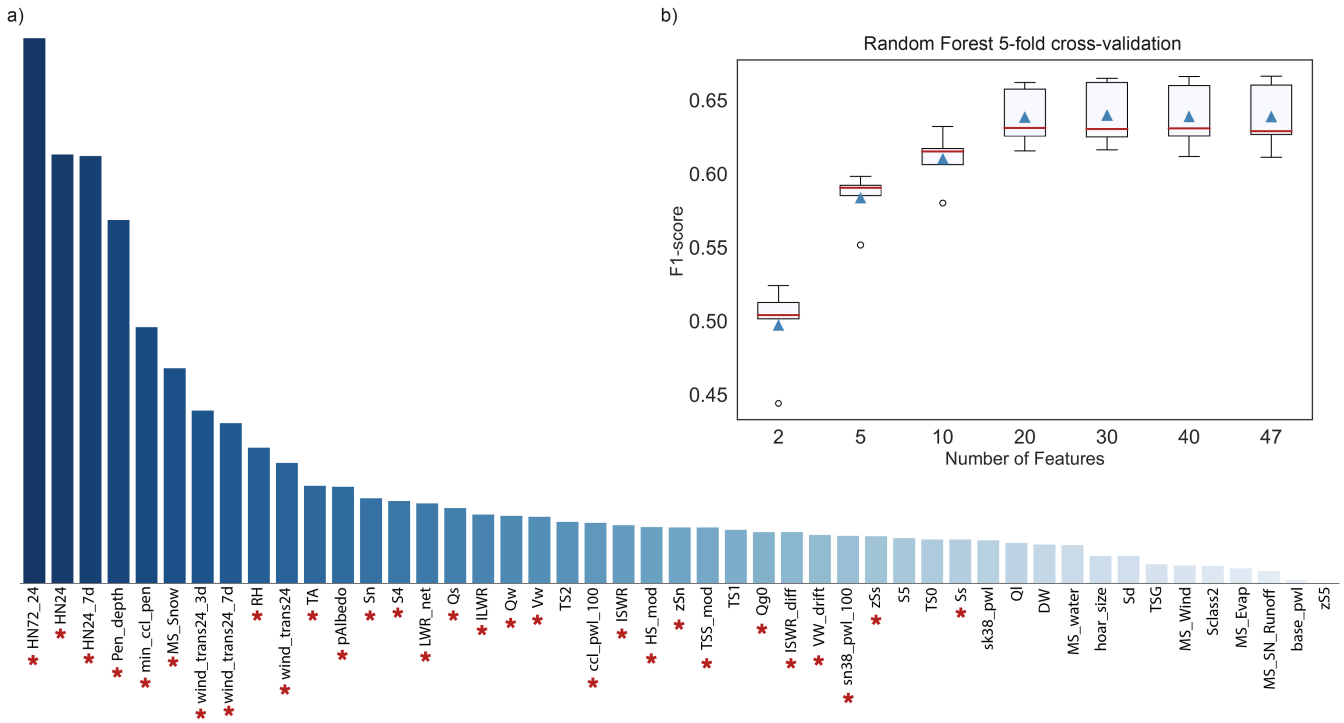 a)
b)
Random Forest 5-fold cross-validation
F1-score
0.65
0.60
0.55
0.50
0.45
2 5 10 20 30 40 47
Number of Features
* HN72_24
* HN24
* HN24_7d
* Pen_depth
* min_ccl_pen
* MS_Snow
* wind_trans24_3d
* wind_trans24_7d
* RH
* wind_trans24
* TA
* pAlbedo
* Sn
* S4
* LWR_net
* Qs
* ILWR
* Qw
* Vw
TS2
* ccl_pwl_100
* ISWR
* HS_mod
* zSn
* TSS_mod
TS1
* Qg0
* ISWR_diff
* VW_drift
* sn38_pwl_100
* zSs
S5
TS0
* Ss
sk38_pwl
Ql
DW
MS_water
hoar_size
Sd
TSG
MS_Wind
Sclass2
MS_Evap
MS_SN_Runoff
base_pwl
zS5